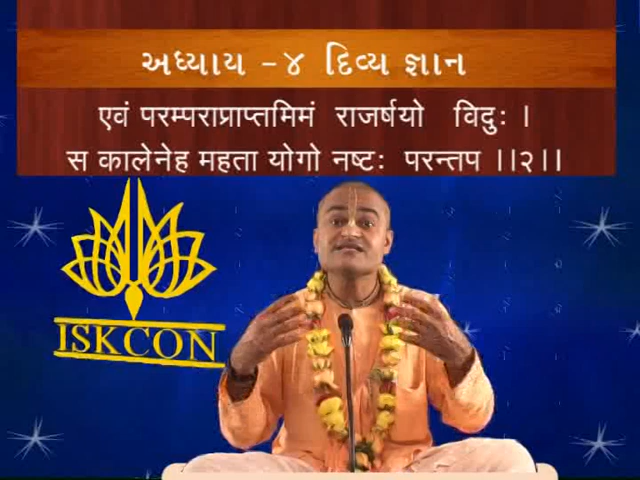 અધ્યાય -૪ દિવ્ય જ્ઞાન
एवं परम्पराप्राप्तमिमं राजर्षयो विदुः ।
स कालेनेह महता योगो नष्टः परन्तप ।।२।।
ISKCON